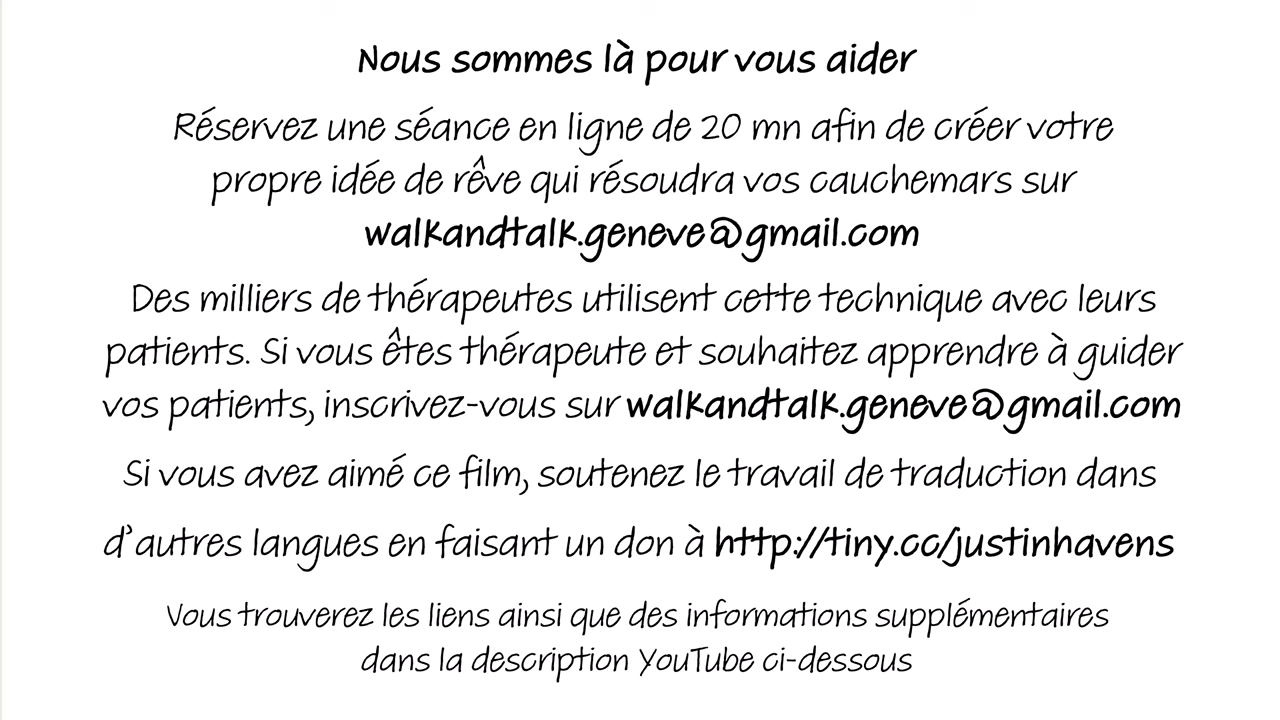 Nous sommes là pour vous aider
Réservez une séance en ligne de 20 mn afin de créer votre
propre idée de rêve qui résoudra vos cauchemars sur
walkandtalk.geneve@gmail.com
Des milliers de thérapeutes utilisent cette technique avec leurs
patients. Si vous êtes thérapeute et souhaitez apprendre à guider
vos patients, inscrivez-vous sur walkandtalk.geneve@gmail.com
Si vous avez aimé ce film, soutenez le travail de traduction dans
d'autres langues en faisant un don à http://tiny.cc/justinhavens
Vous trouverez les liens ainsi que des informations supplémentaires
dans la description YouTube ci-dessous